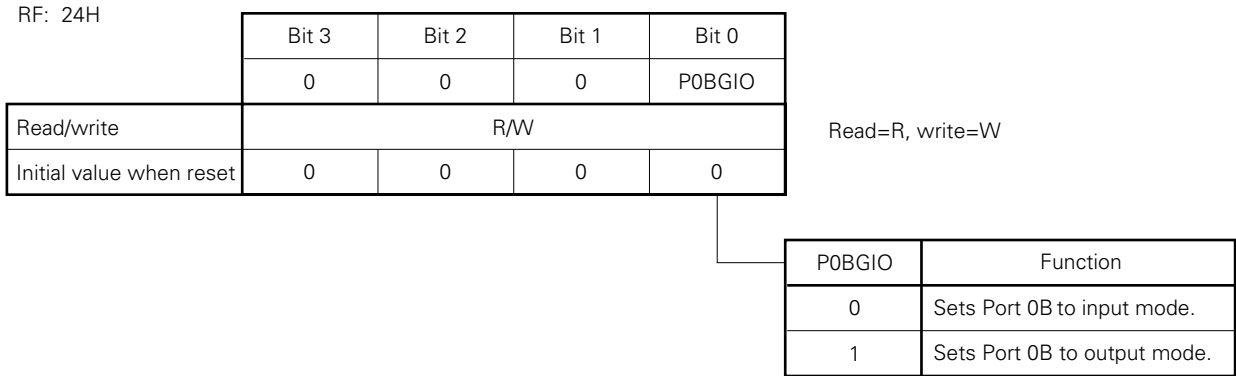 RF: 24H
Bit 3 Bit 2 Bit 1 Bit 0
0 0 0 P0BGIO
Read/write R/W Read=R, write=W
Initial value when reset 0 0 0 0
P0BGIO Function
0 Sets Port 0B to input mode.
1 Sets Port 0B to output mode.